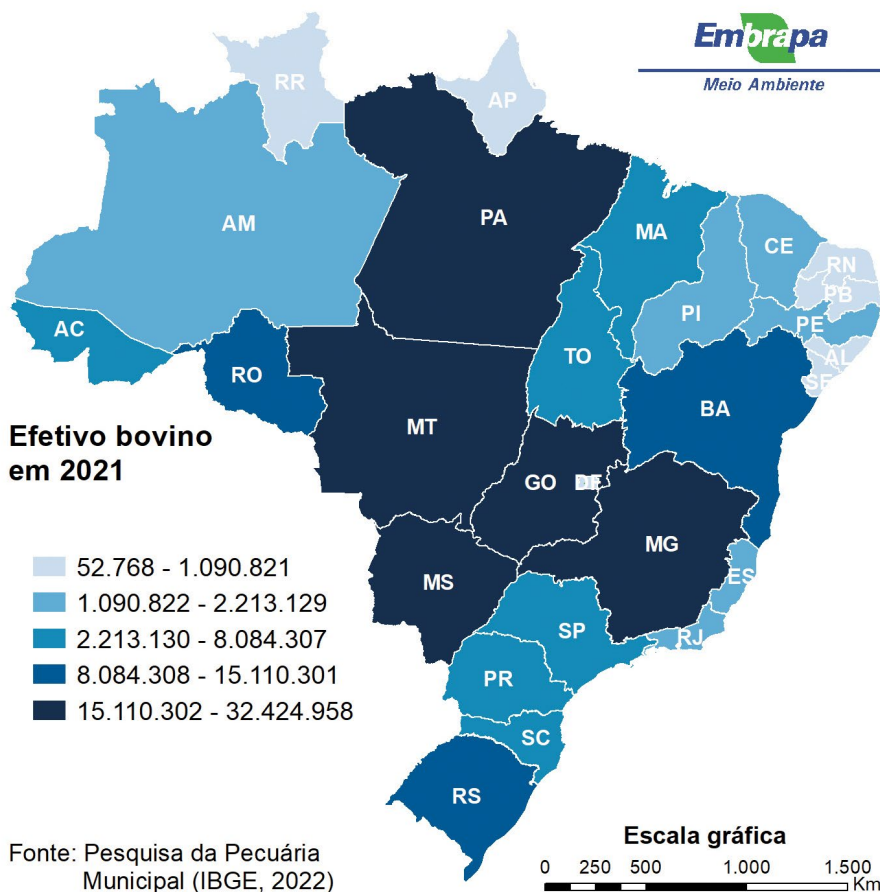 Embrapa
Meio Ambiente
RR
AP
AM
PA
MA
CE
RN
PB
PI
PE
AC
AL
TO
SE
RO
BA
MT
GO
DF
MG
MS
ES
SP
RJ
PR
SC
RS
Efetivo bovino
em 2021
52.768 - 1.090.821
1.090.822 - 2.213.129
2.213.130 - 8.084.307
8.084.308 - 15.110.301
15.110.302 - 32.424.958
Fonte: Pesquisa da Pecuária
Municipal (IBGE, 2022)
Escala gráfica
0 250 500 1.000 1.500
Km